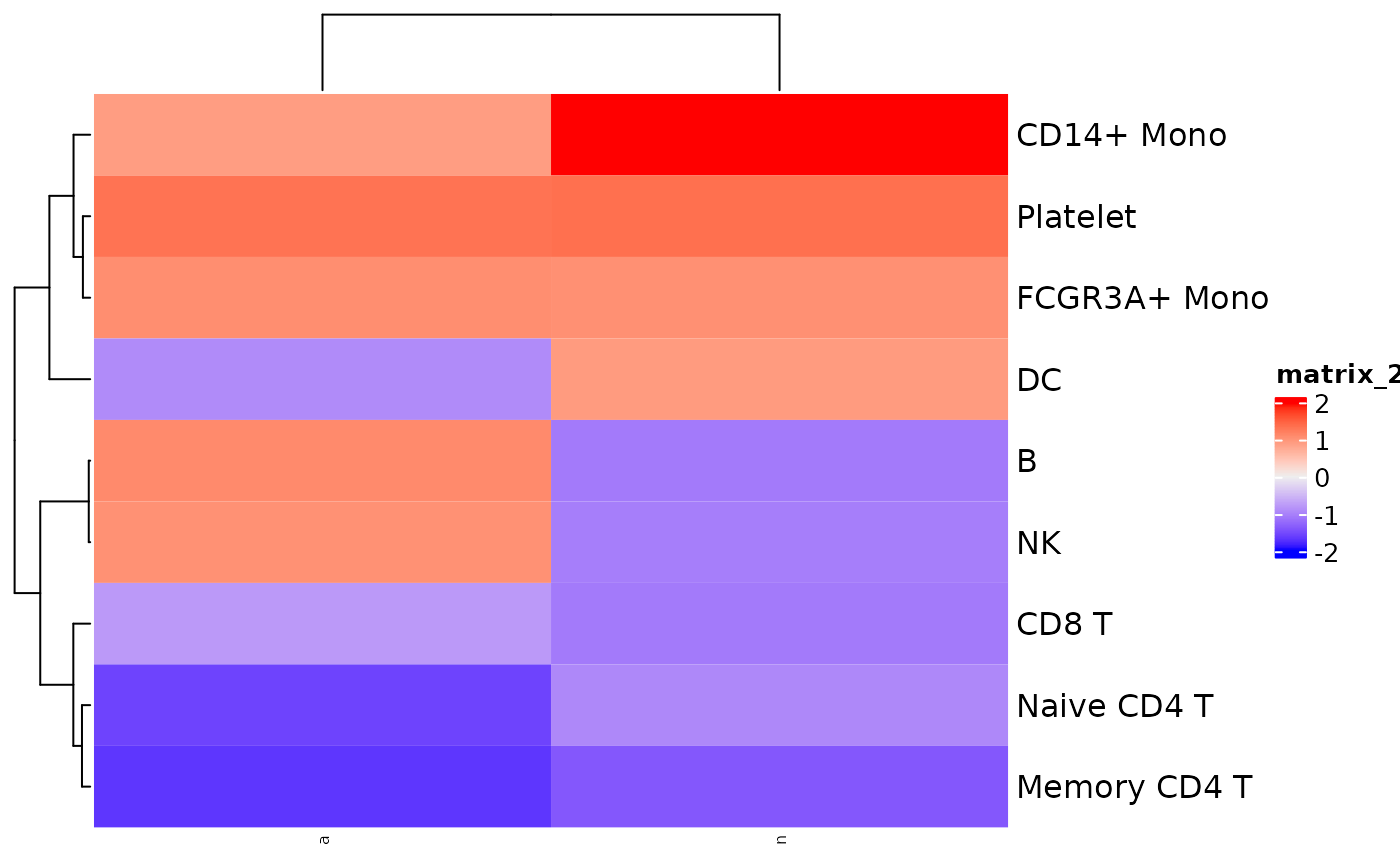 CD14+ Mono
Platelet
FCGR3A+ Mono
DC
B
NK
CD8 T
Naive CD4 T
Memory CD4 T
matrix_2
2
1
0
-1
-2
a
n